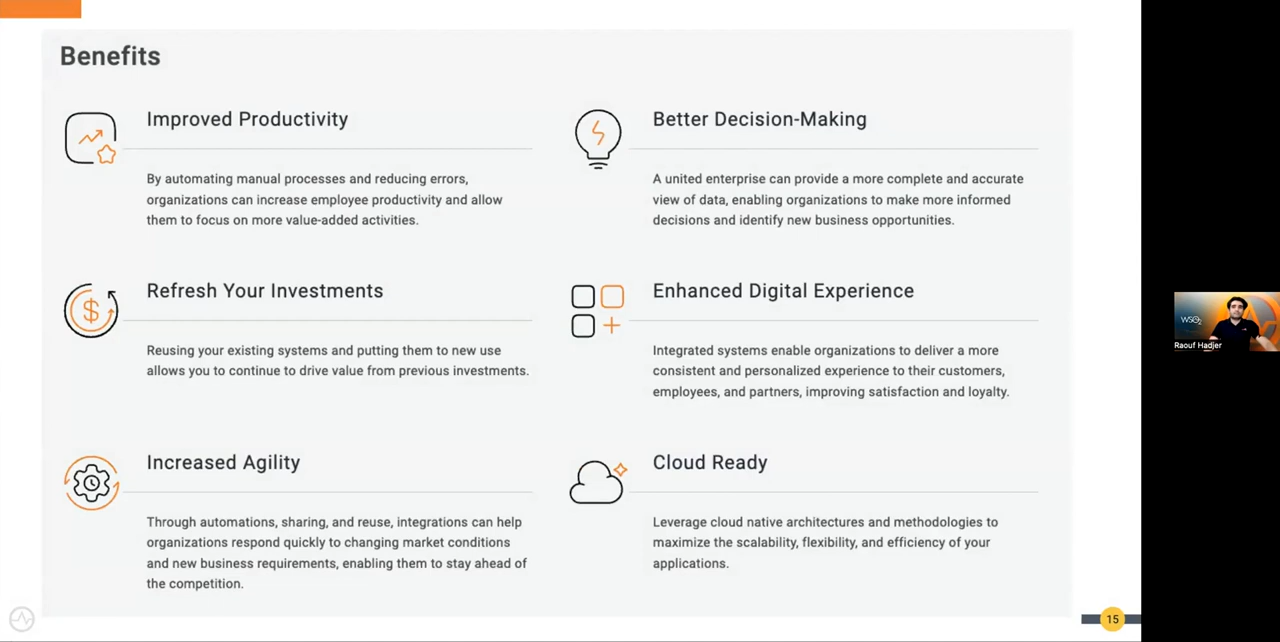 Benefits
Improved Productivity
By automating manual processes and reducing errors,
organizations can increase employee productivity and allow
them to focus on more value-added activities.
Better Decision-Making
A united enterprise can provide a more complete and accurate
view of data, enabling organizations to make more informed
decisions and identify new business opportunities.
Refresh Your Investments
Reusing your existing systems and putting them to new use
allows you to continue to drive value from previous investments.
Enhanced Digital Experience
Integrated systems enable organizations to deliver a more
consistent and personalized experience to their customers,
employees, and partners, improving satisfaction and loyalty.
Increased Agility
Through automations, sharing, and reuse, integrations can help
organizations respond quickly to changing market conditions
and new business requirements, enabling them to stay ahead of
the competition.
Cloud Ready
Leverage cloud native architectures and methodologies to
maximize the scalability, flexibility, and efficiency of your
applications.
15
WSO2
Raouf Hadjer